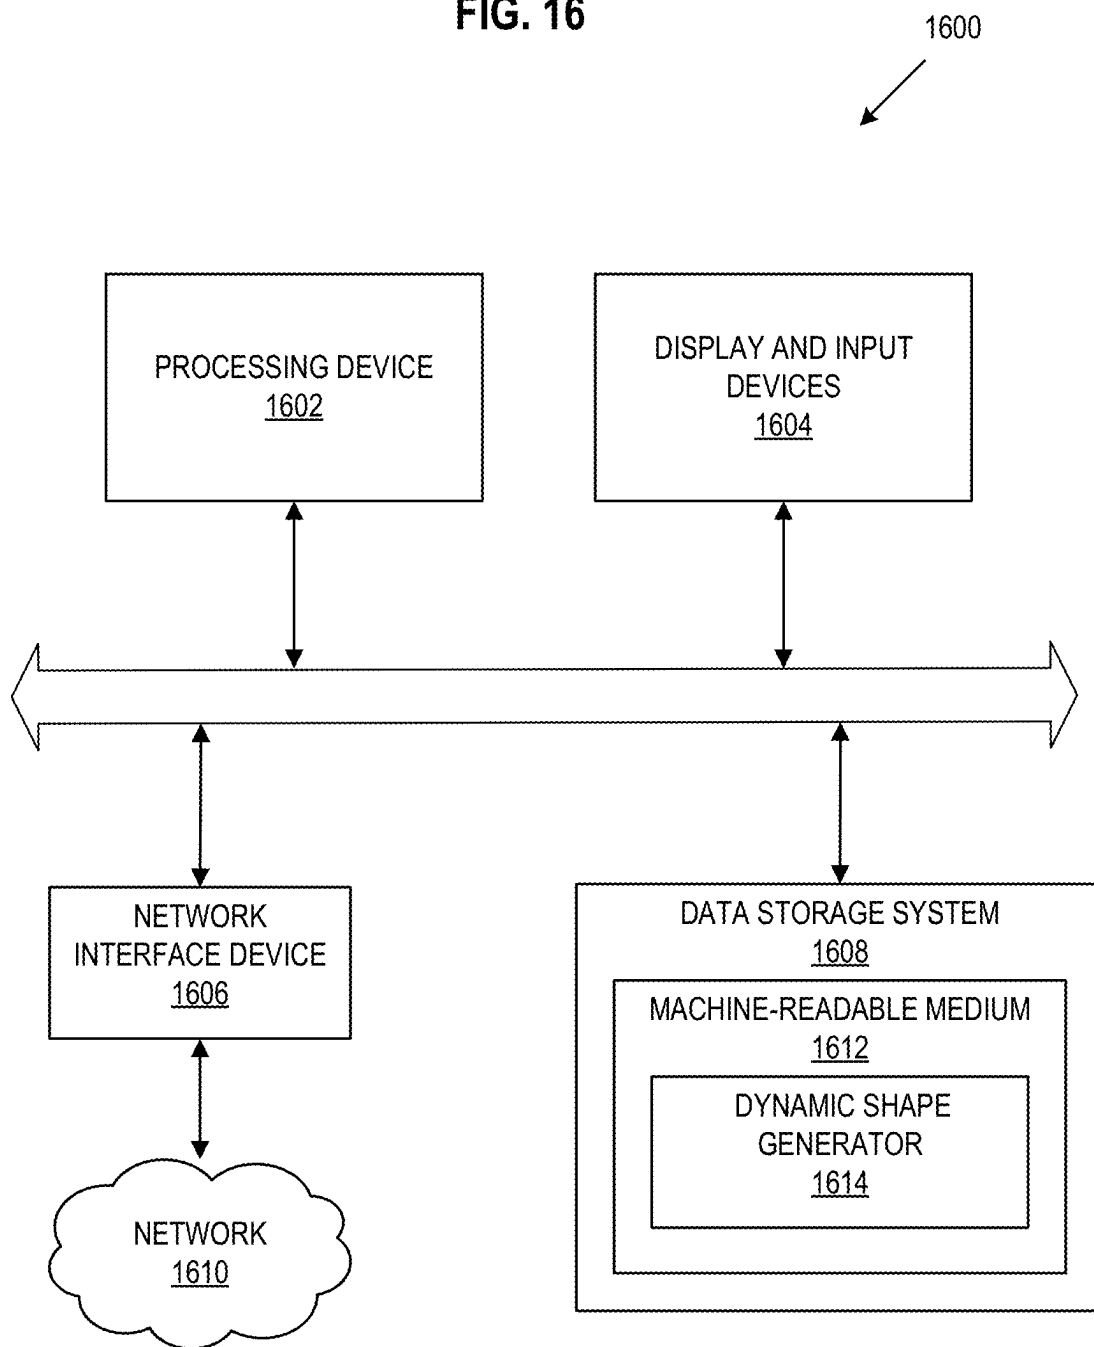 FIG. 16
1600
PROCESSING DEVICE
1602
DISPLAY AND INPUT
DEVICES
1604
NETWORK
INTERFACE DEVICE
1606
DATA STORAGE SYSTEM
1608
MACHINE-READABLE MEDIUM
1612
DYNAMIC SHAPE
GENERATOR
1614
NETWORK
1610